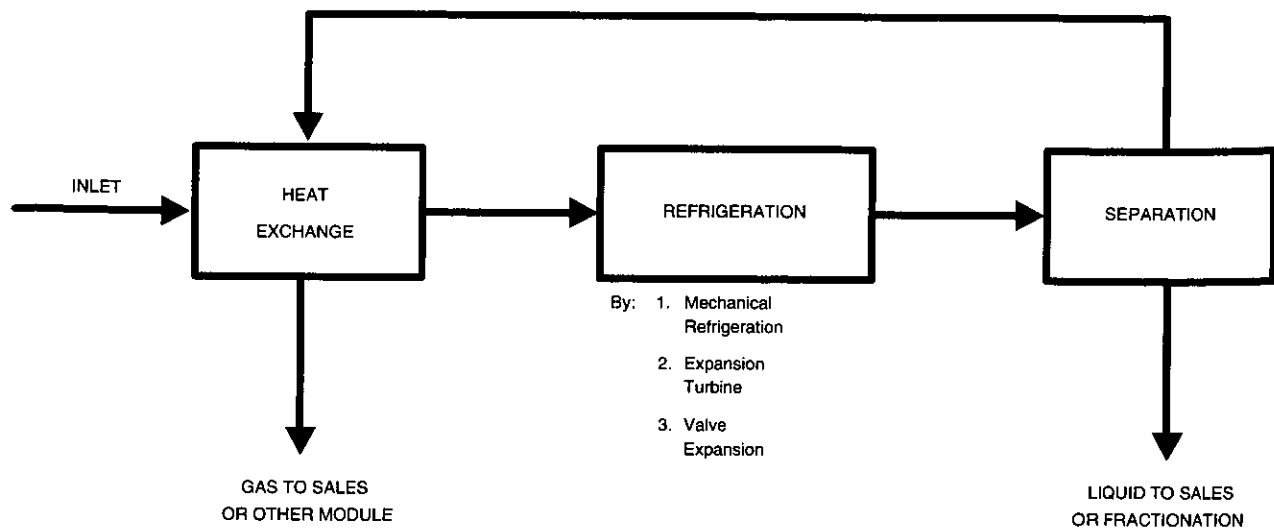 INLET
HEAT
EXCHANGE
REFRIGERATION
SEPARATION
By: 1. Mechanical
Refrigeration
2. Expansion
Turbine
3. Valve
Expansion
GAS TO SALES
OR OTHER MODULE
LIQUID TO SALES
OR FRACTIONATION